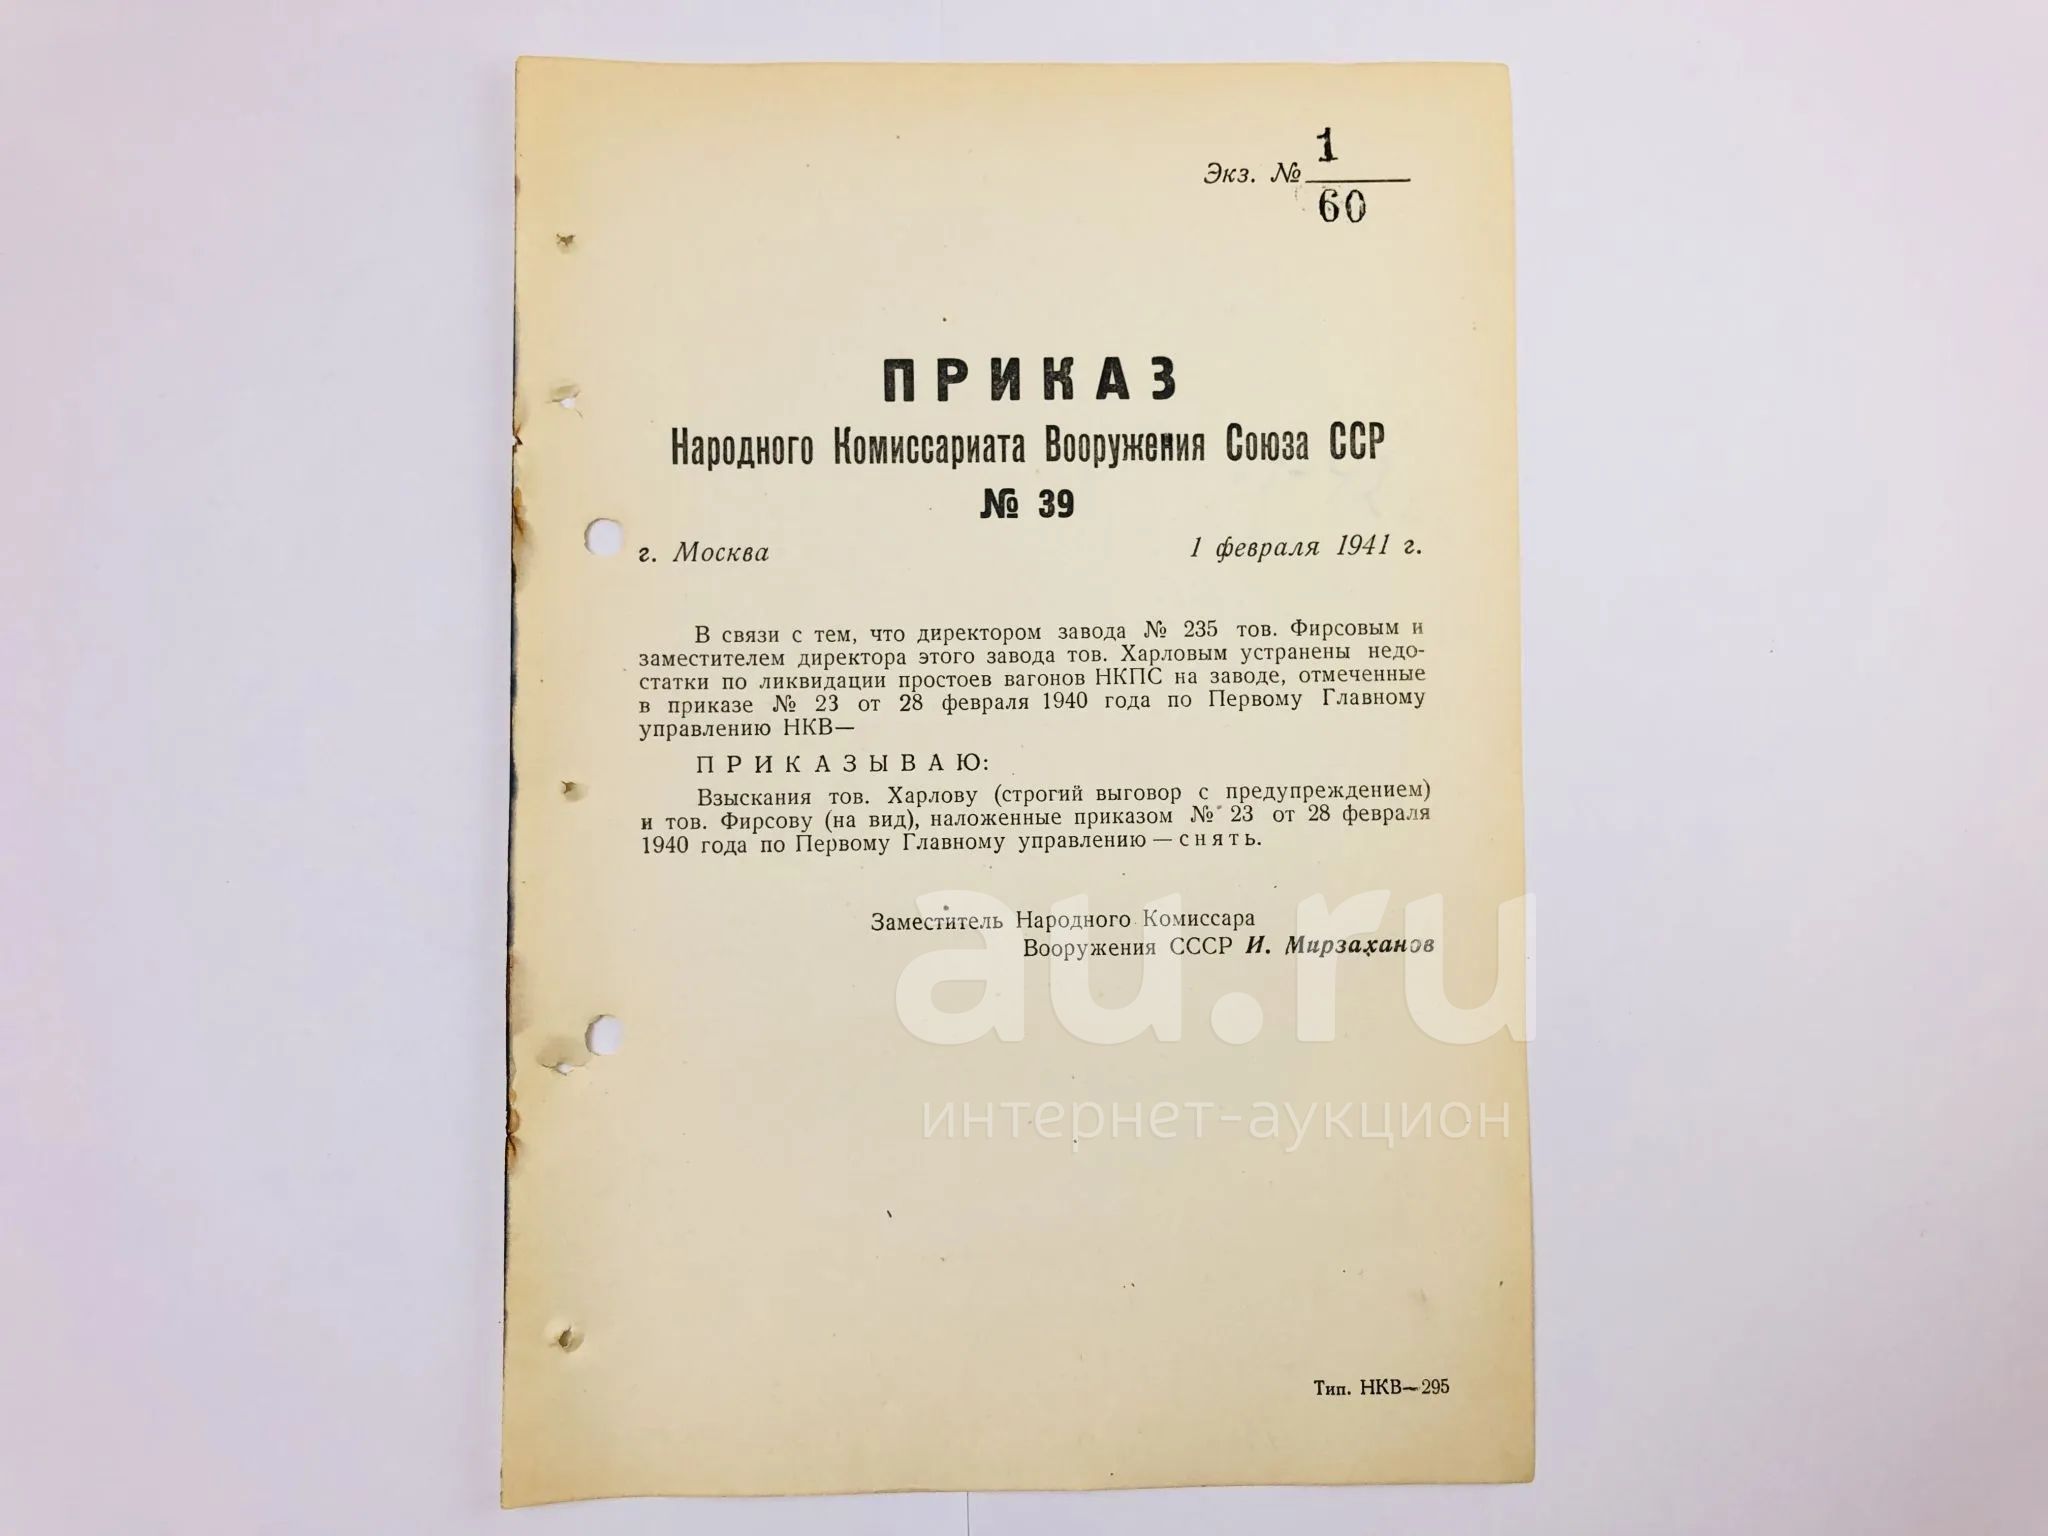 Экз. № 1
60
ПРИКАЗ
Народного Комиссариата Вооружения Союза ССР
№ 39
г. Москва 1 февраля 1941 г.
В связи с тем, что директором завода № 235 тов. Фирсовым и
заместителем директора этого завода тов. Харловым устранены недо-
статки по ликвидации простоев вагонов НКПС на заводе, отмеченные
в приказе № 23 от 28 февраля 1940 года по Первому Главному
управлению НКВ—
ПРИКАЗЫВАЮ:
Взыскания тов. Харлову (строгий выговор с предупреждением)
и тов. Фирсову (на вид), наложенные приказом № 23 от 28 февраля
1940 года по Первому Главному управлению — снять.
Заместитель Народного Комиссара
Вооружения СССР И. Мирзаханов
au.ru
интернет-аукцион
Тип. НКВ—295